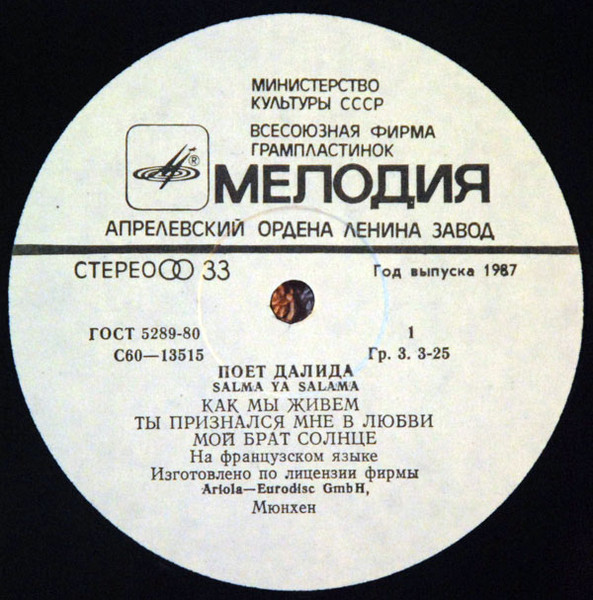 МИНИСТЕРСТВО
КУЛЬТУРЫ СССР
ВСЕСОЮЗНАЯ ФИРМА
ГРАМПЛАСТИНОК
®
МЕЛОДИЯ
АПРЕЛЕВСКИЙ ОРДЕНА ЛЕНИНА ЗАВОД
СТЕРЕО 33
Год выпуска 1987
ГОСТ 5289-80
1
С60—13515
Гр. 3. 3-25
ПОЕТ ДАЛИДА
SALMA YA SALAMA
КАК МЫ ЖИВЕМ
ТЫ ПРИЗНАЛСЯ МНЕ В ЛЮБВИ
МОЙ БРАТ СОЛНЦЕ
На французском языке
Изготовлено по лицензии фирмы
Ariola—Eurodisc GmbH,
Мюнхен